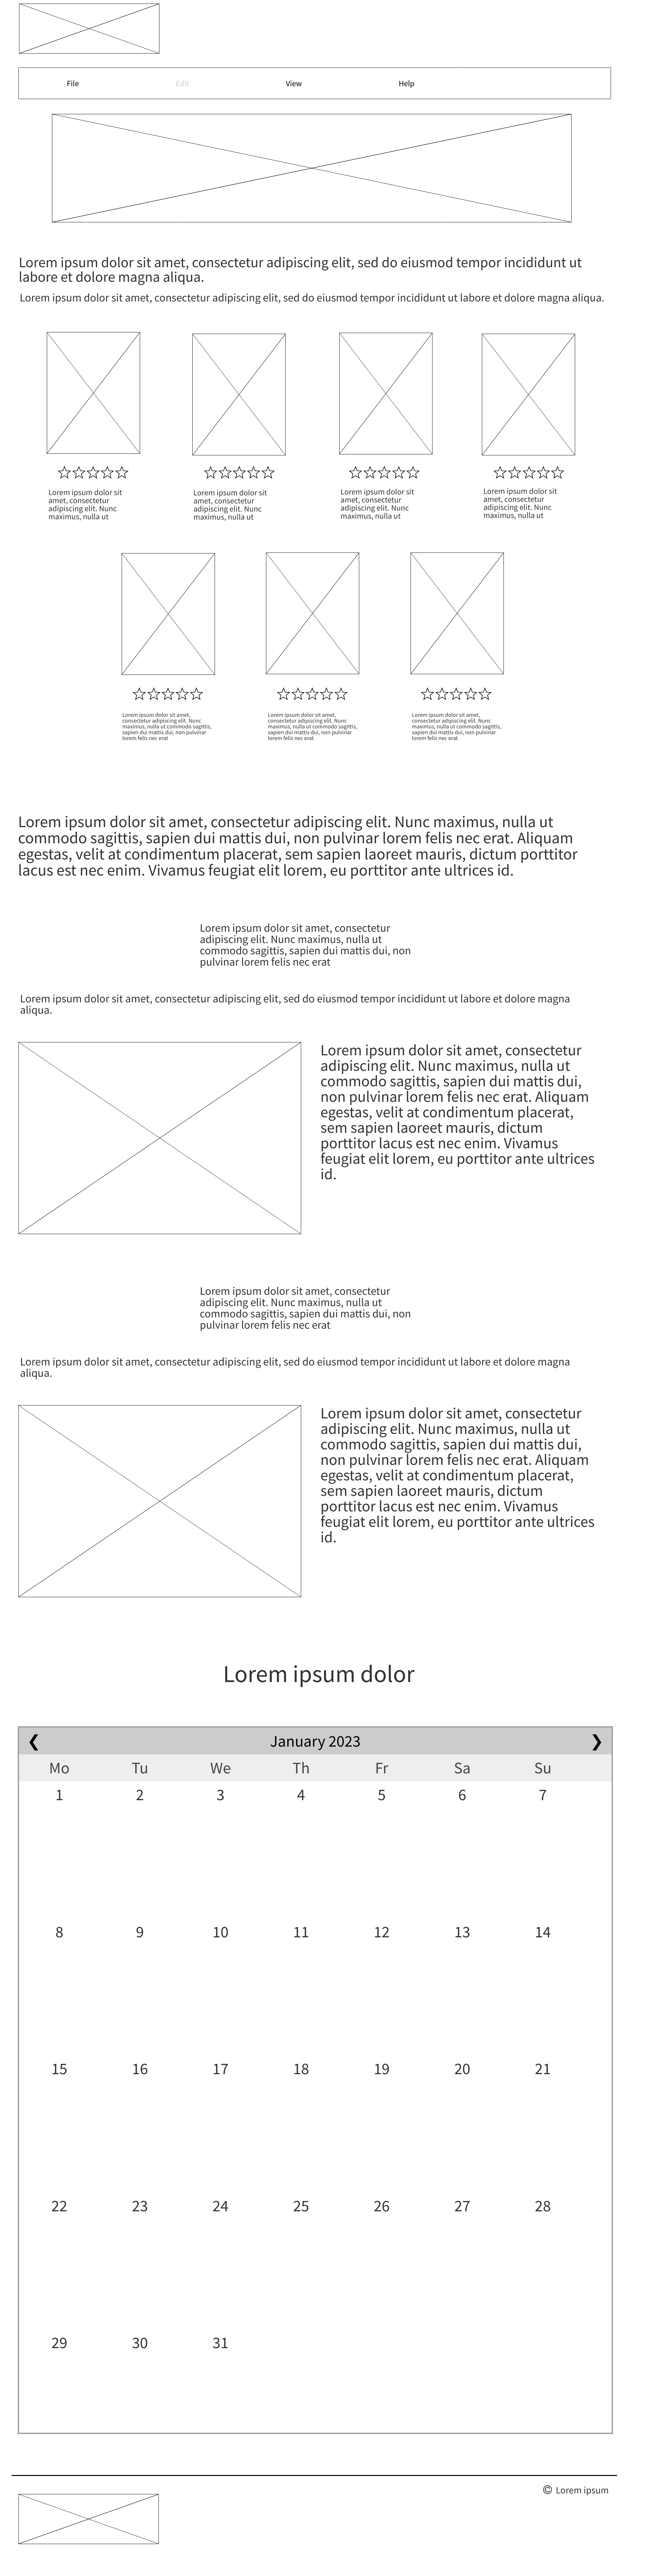 File Edit View Help
Lorem ipsum dolor sit amet, consectetur adipiscing elit, sed do eiusmod tempor incididunt ut
labore et dolore magna aliqua.
Lorem ipsum dolor sit amet, consectetur adipiscing elit, sed do eiusmod tempor incididunt ut labore et dolore magna aliqua.
Lorem ipsum dolor sit
amet, consectetur
adipiscing elit. Nunc
maximus, nulla ut
Lorem ipsum dolor sit
amet, consectetur
adipiscing elit. Nunc
maximus, nulla ut
Lorem ipsum dolor sit
amet, consectetur
adipiscing elit. Nunc
maximus, nulla ut
Lorem ipsum dolor sit
amet, consectetur
adipiscing elit. Nunc
maximus, nulla ut
Lorem ipsum dolor sit amet,
consectetur adipiscing elit. Nunc
maximus, nulla ut commodo sagittis,
sapien dui mattis dui, non pulvinar
lorem felis nec erat
Lorem ipsum dolor sit amet,
consectetur adipiscing elit. Nunc
maximus, nulla ut commodo sagittis,
sapien dui mattis dui, non pulvinar
lorem felis nec erat
Lorem ipsum dolor sit amet,
consectetur adipiscing elit. Nunc
maximus, nulla ut commodo sagittis,
sapien dui mattis dui, non pulvinar
lorem felis nec erat
Lorem ipsum dolor sit amet, consectetur adipiscing elit. Nunc maximus, nulla ut
commodo sagittis, sapien dui mattis dui, non pulvinar lorem felis nec erat. Aliquam
egestas, velit at condimentum placerat, sem sapien laoreet mauris, dictum porttitor
lacus est nec enim. Vivamus feugiat elit lorem, eu porttitor ante ultrices id.
Lorem ipsum dolor sit amet, consectetur
adipiscing elit. Nunc maximus, nulla ut
commodo sagittis, sapien dui mattis dui, non
pulvinar lorem felis nec erat
Lorem ipsum dolor sit amet, consectetur adipiscing elit, sed do eiusmod tempor incididunt ut labore et dolore magna
aliqua.
Lorem ipsum dolor sit amet, consectetur
adipiscing elit. Nunc maximus, nulla ut
commodo sagittis, sapien dui mattis dui,
non pulvinar lorem felis nec erat. Aliquam
egestas, velit at condimentum placerat,
sem sapien laoreet mauris, dictum
porttitor lacus est nec enim. Vivamus
feugiat elit lorem, eu porttitor ante ultrices
id.
Lorem ipsum dolor sit amet, consectetur
adipiscing elit. Nunc maximus, nulla ut
commodo sagittis, sapien dui mattis dui, non
pulvinar lorem felis nec erat
Lorem ipsum dolor sit amet, consectetur adipiscing elit, sed do eiusmod tempor incididunt ut labore et dolore magna
aliqua.
Lorem ipsum dolor sit amet, consectetur
adipiscing elit. Nunc maximus, nulla ut
commodo sagittis, sapien dui mattis dui,
non pulvinar lorem felis nec erat. Aliquam
egestas, velit at condimentum placerat,
sem sapien laoreet mauris, dictum
porttitor lacus est nec enim. Vivamus
feugiat elit lorem, eu porttitor ante ultrices
id.
Lorem ipsum dolor
❮ January 2023 ❯
Mo Tu We Th Fr Sa Su
1 2 3 4 5 6 7
8 9 10 11 12 13 14
15 16 17 18 19 20 21
22 23 24 25 26 27 28
29 30 31
© Lorem ipsum